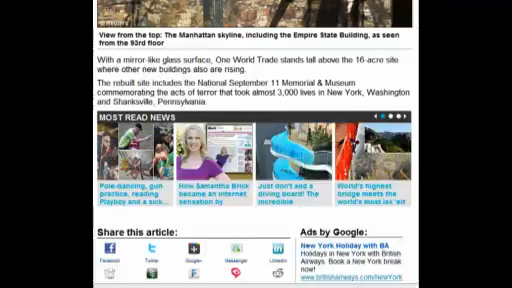 View from the top: The Manhattan skyline, including the Empire State Building, as seen
from the 93rd floor
With a mirror-like glass surface, One World Trade stands tall above the 16-acre site
where other new buildings also are rising.
The rebuilt site includes the National September 11 Memorial & Museum
commemorating the acts of terror that took almost 3,000 lives in New York, Washington
and Shanksville, Pennsylvania.
MOST READ NEWS
Pole-dancing, gun
practice, reading
Playboy and a sick...
How Samantha Brick
became an internet
sensation by
Just don't add a
diving board! The
incredible
World's highest
bridge meets the
world's most lax 'elf
Share this article:
Facebook
Twitter
Google+
Messenger
LinkedIn
Ads by Google:
New York Holiday with BA
Holidays in New York with British
Airways. Book a New York break
now!
www.britishairways.com/NewYork